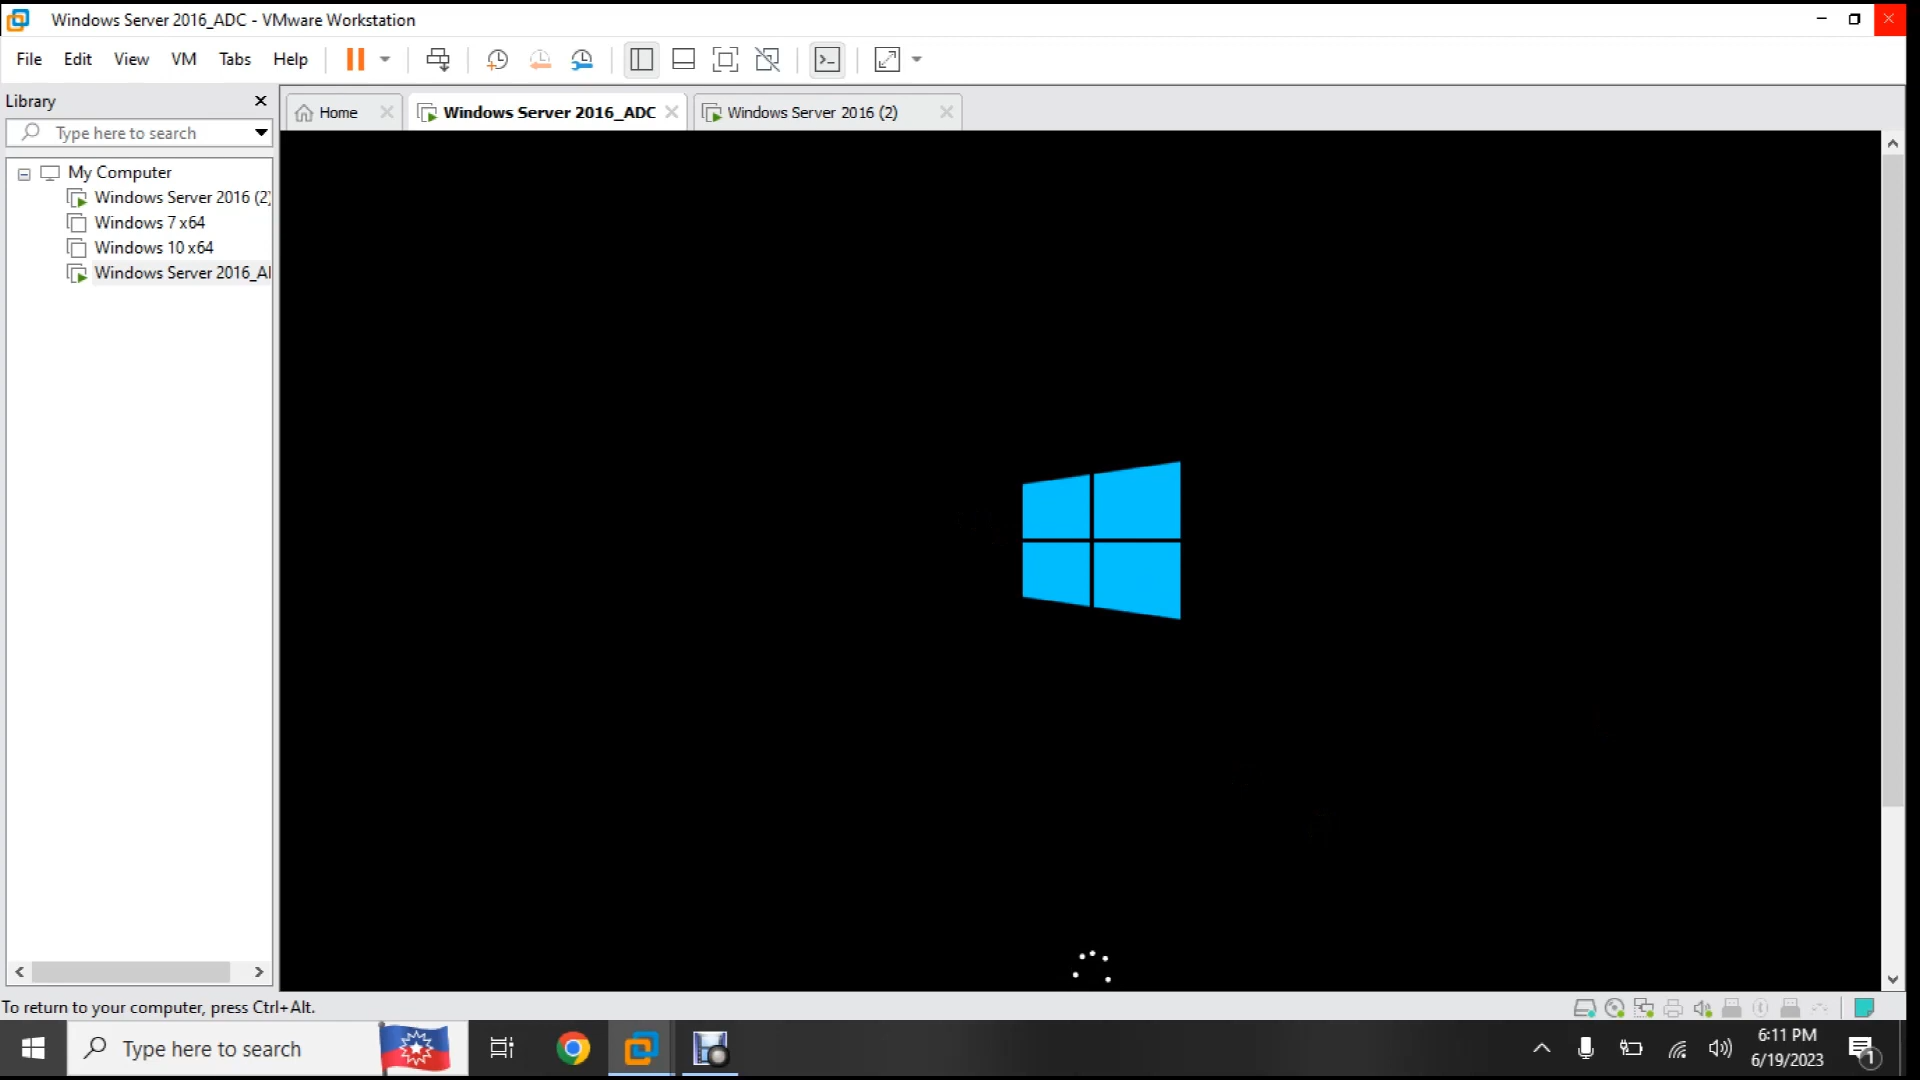 Windows Server 2016_ADC - VMware Workstation
File Edit View VM Tabs Help
Library
Type here to search
Home
Windows Server 2016_ADC
Windows Server 2016 (2)
My Computer
Windows Server 2016 (2)
Windows 7 x64
Windows 10 x64
Windows Server 2016_AI
To return to your computer, press Ctrl+Alt.
Type here to search
6:11 PM
6/19/2023
1